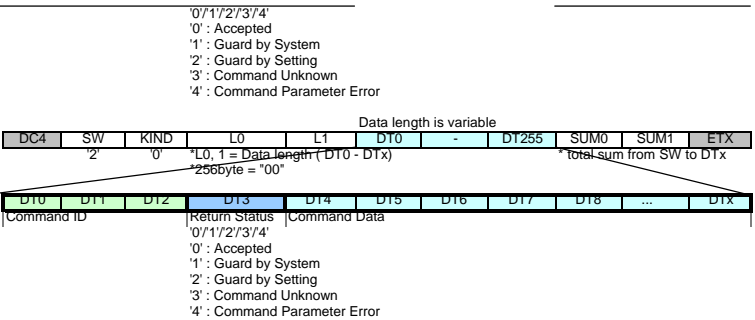 '0'/'1'/'2'/'3'/'4'
'0' : Accepted
'1' : Guard by System
'2' : Guard by Setting
'3' : Command Unknown
'4' : Command Parameter Error
Data length is variable
DC4 SW KIND L0 L1 DT0 - DT255 SUM0 SUM1 ETX
'2' '0' *L0, 1 = Data length ( DT0 - DTx) * total sum from SW to DTx
*256byte = "00"
DT0 DT1 DT2 DT3 DT4 DT5 DT6 DT7 DT8 ... DTx
Command ID Return Status Command Data
'0'/'1'/'2'/'3'/'4'
'0' : Accepted
'1' : Guard by System
'2' : Guard by Setting
'3' : Command Unknown
'4' : Command Parameter Error